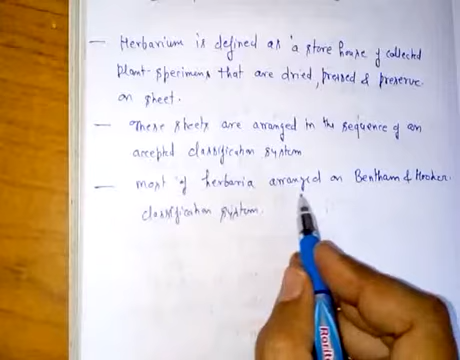 — Herbarium is defined as 'a store house of collected
plant-specimens that are dried, pressed & preserve
on sheet.
— These sheets are arranged in the sequence of an
accepted classification system
— most of herbaria arranged on Bentham & Hooker
classification system.